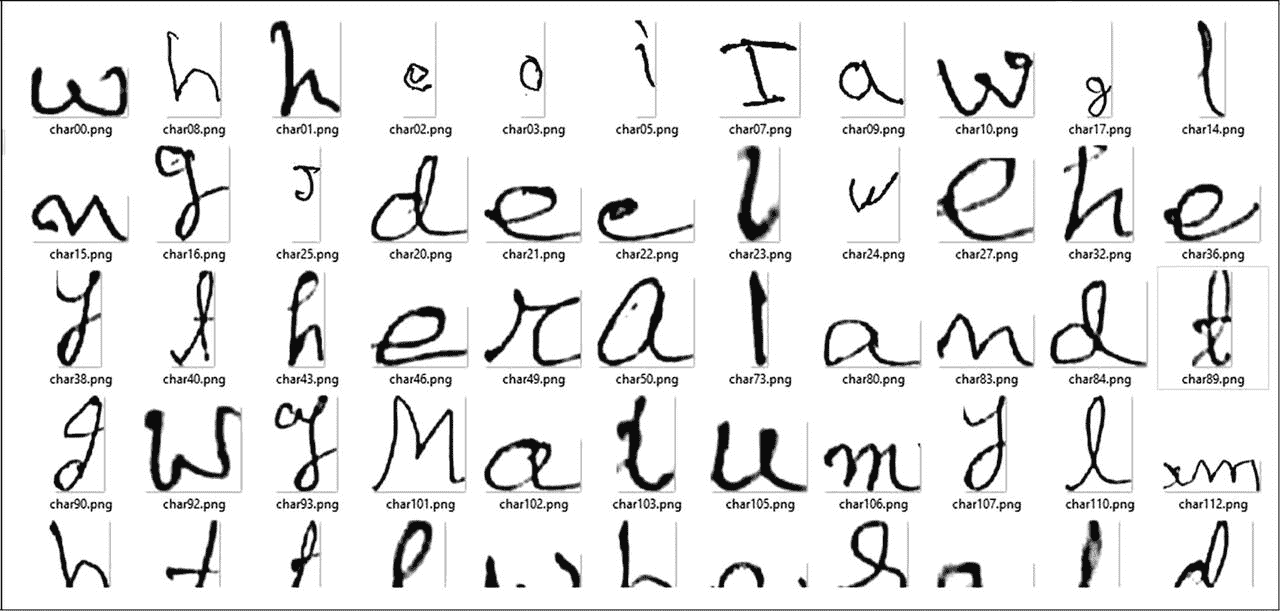 w h h e o i I a w g l
char00.png char08.png char01.png char02.png char03.png char05.png char07.png char09.png char10.png char17.png char14.png
n g J d e e l w e h e
char15.png char16.png char25.png char20.png char21.png char22.png char23.png char24.png char27.png char32.png char36.png
y t h e r a l a n d t
char38.png char40.png char43.png char46.png char49.png char50.png char73.png char80.png char83.png char84.png char89.png
g w y M a t u m y l m
char90.png char92.png char93.png char101.png char102.png char103.png char105.png char106.png char107.png char110.png char112.png
h t t